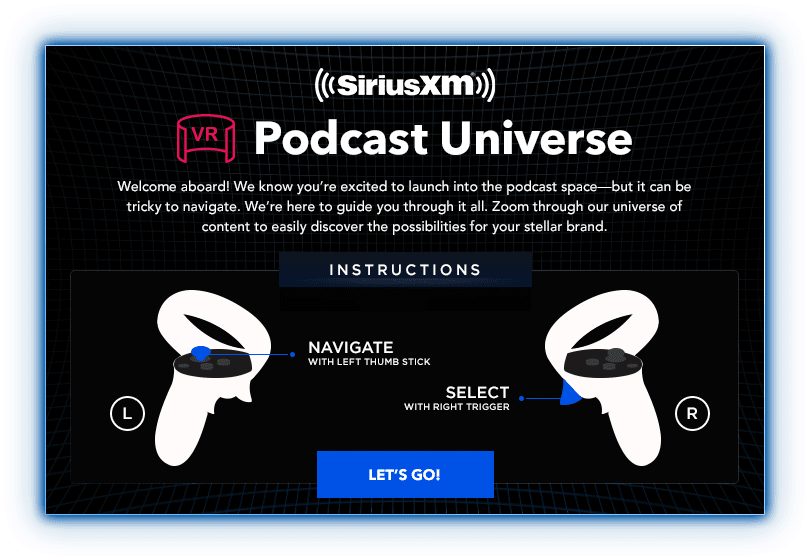 SiriusXM
VR
Podcast Universe
Welcome aboard! We know you’re excited to launch into the podcast space—but it can be
tricky to navigate. We’re here to guide you through it all. Zoom through our universe of
content to easily discover the possibilities for your stellar brand.
INSTRUCTIONS
NAVIGATE
WITH LEFT THUMB STICK
SELECT
WITH RIGHT TRIGGER
L
R
LET’S GO!